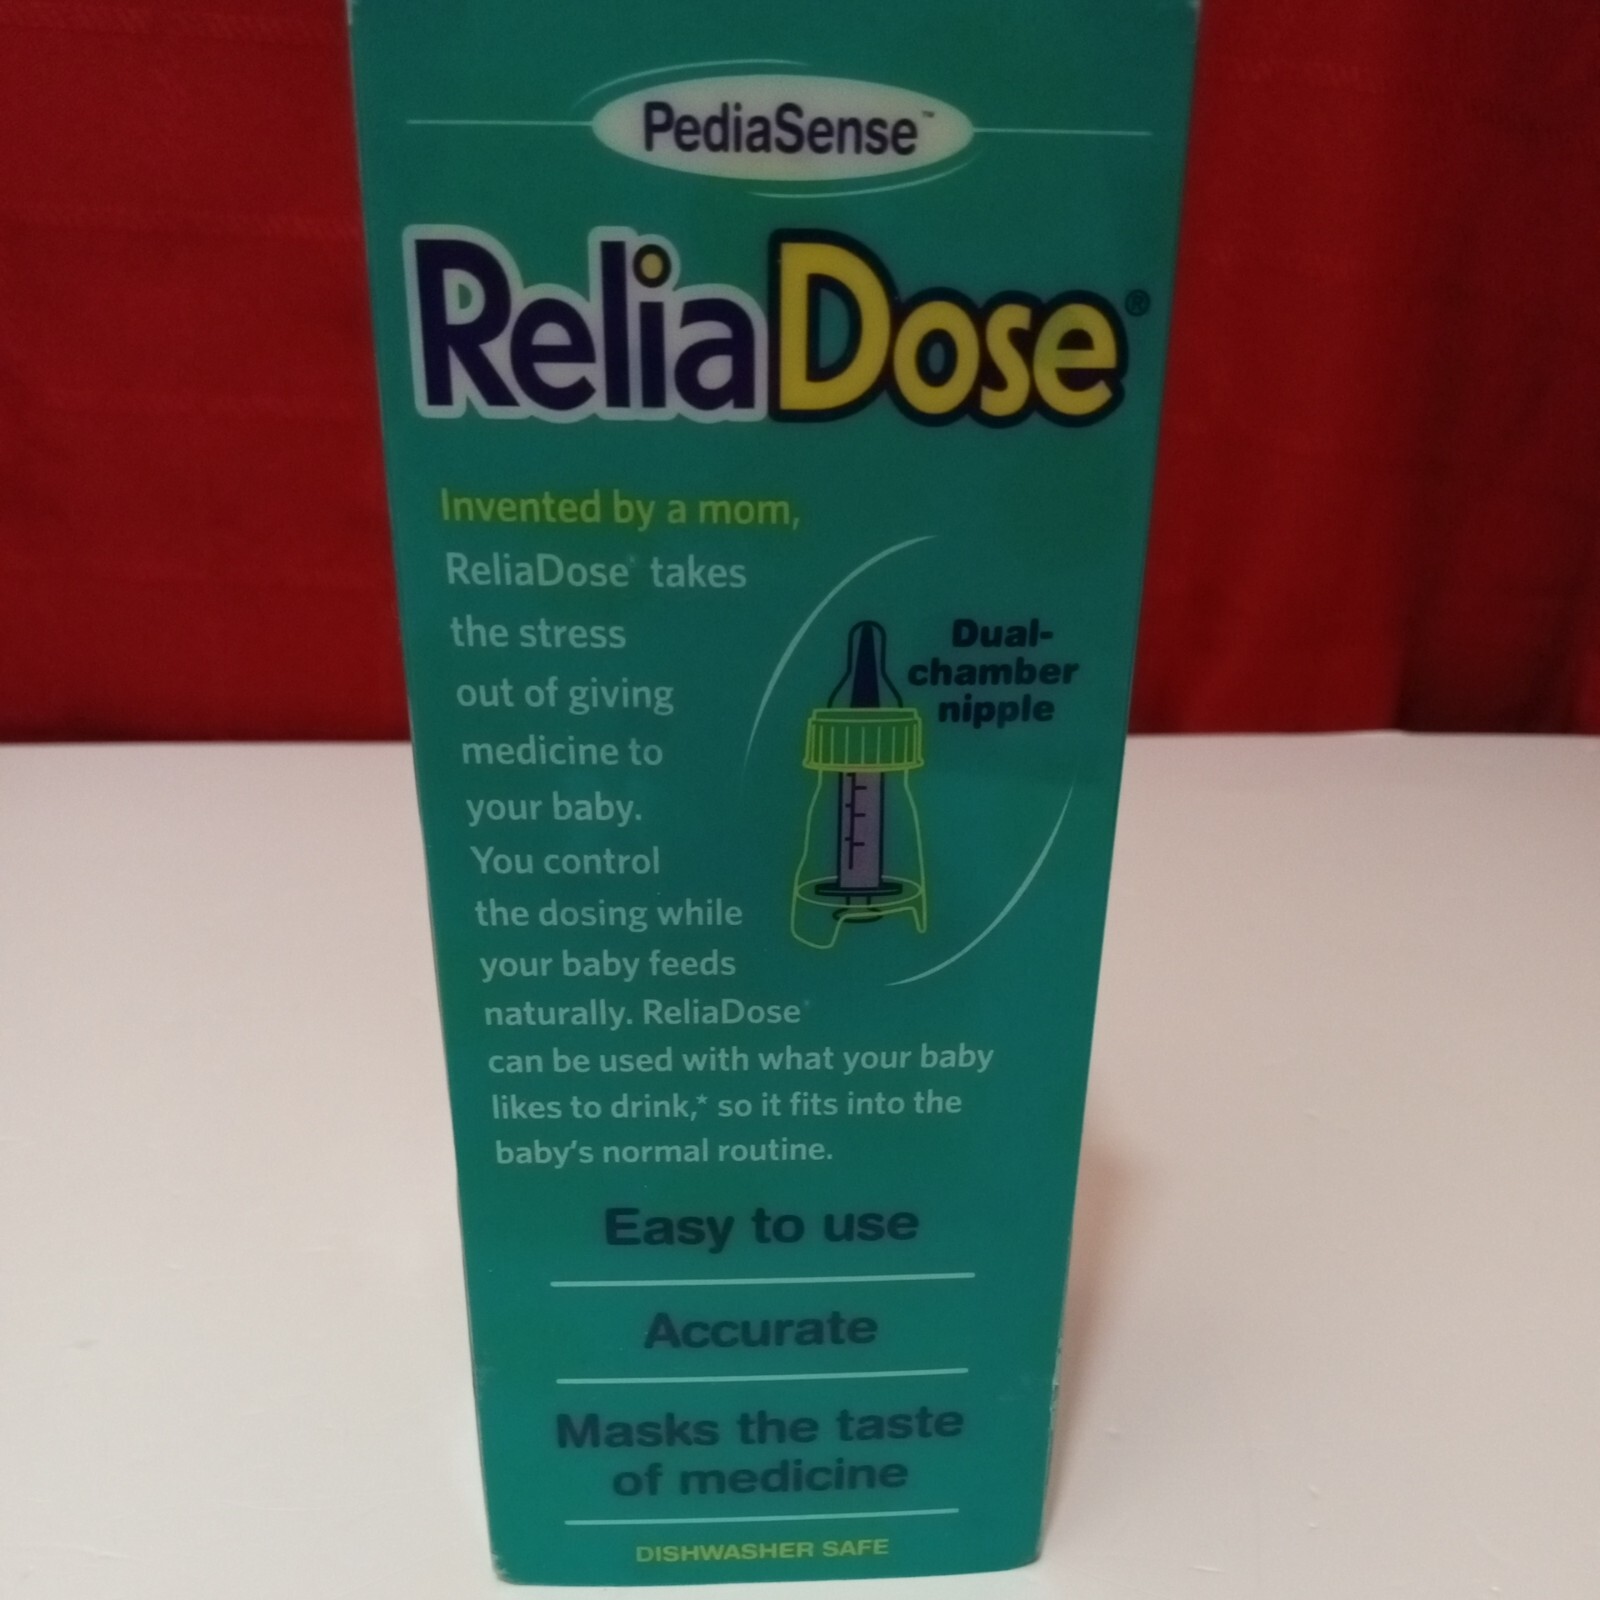 PediaSense™
ReliaDose®
Invented by a mom,
ReliaDose® takes
the stress
out of giving
medicine to
your baby.
You control
the dosing while
your baby feeds
naturally. ReliaDose®
can be used with what your baby
likes to drink,* so it fits into the
baby's normal routine.
Dual-
chamber
nipple
Easy to use
Accurate
Masks the taste
of medicine
DISHWASHER SAFE